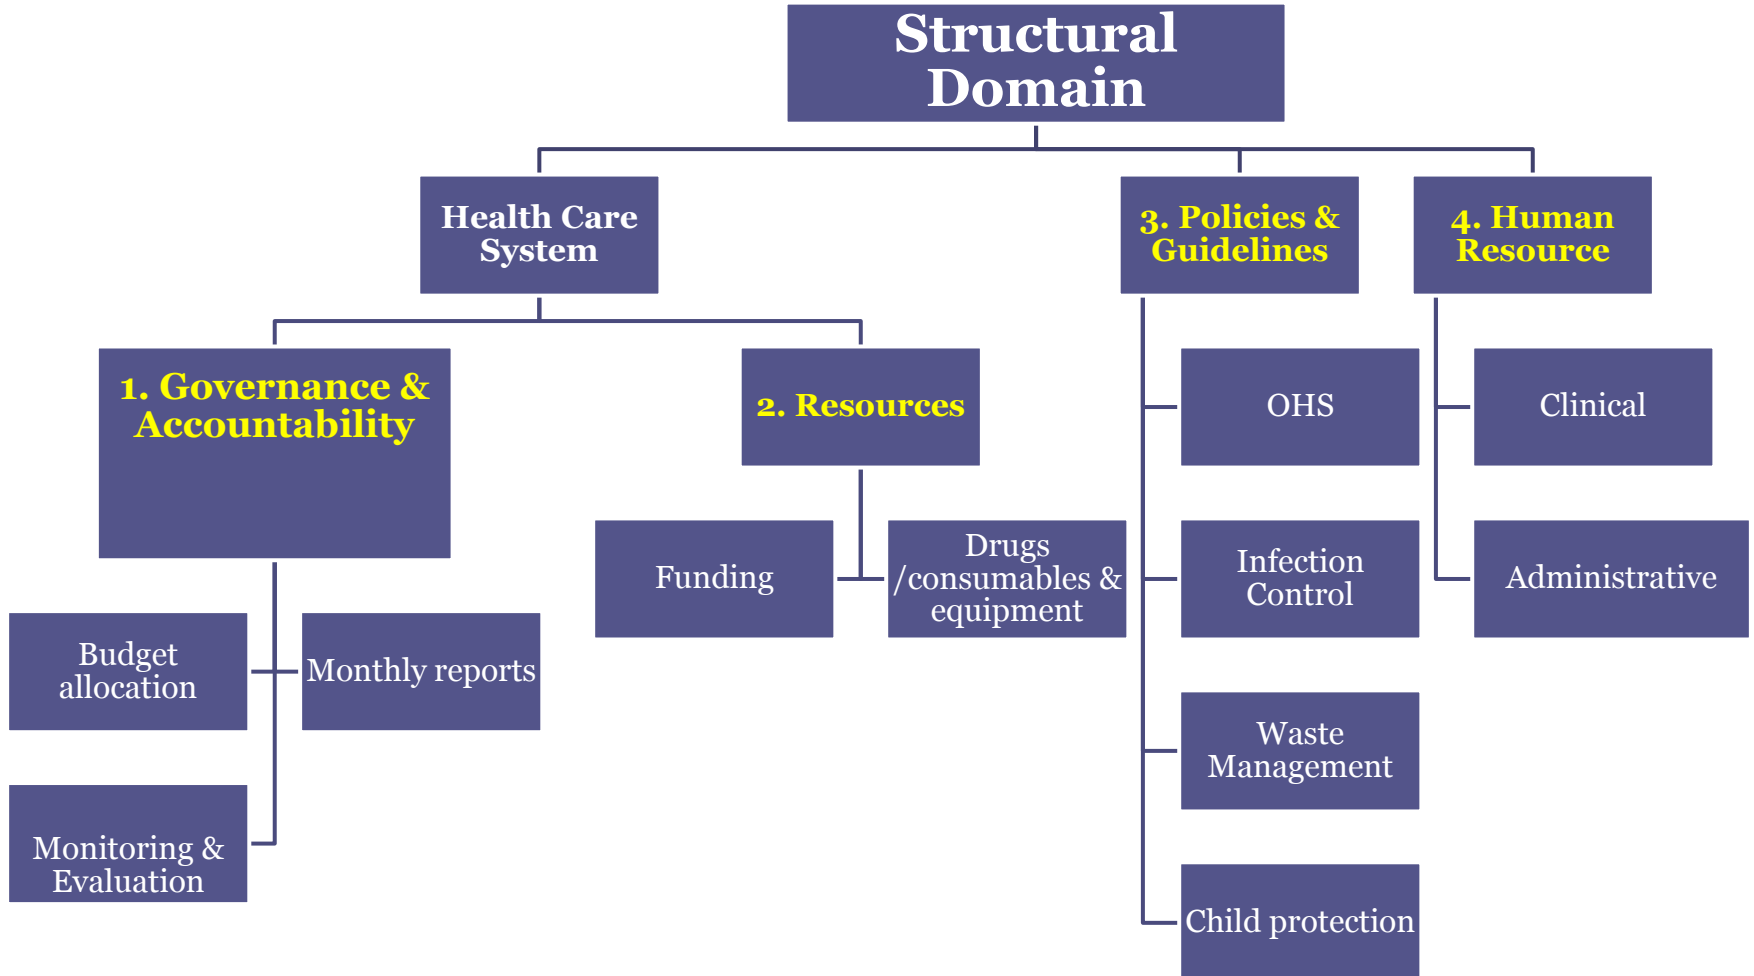 Structural
Domain
Health Care
System
3. Policies &
Guidelines
4. Human
Resource
1. Governance &
Accountability
2. Resources
OHS
Clinical
Funding
Drugs
/consumables &
equipment
Infection
Control
Administrative
Budget
allocation
Monthly reports
Waste
Management
Monitoring &
Evaluation
Child protection